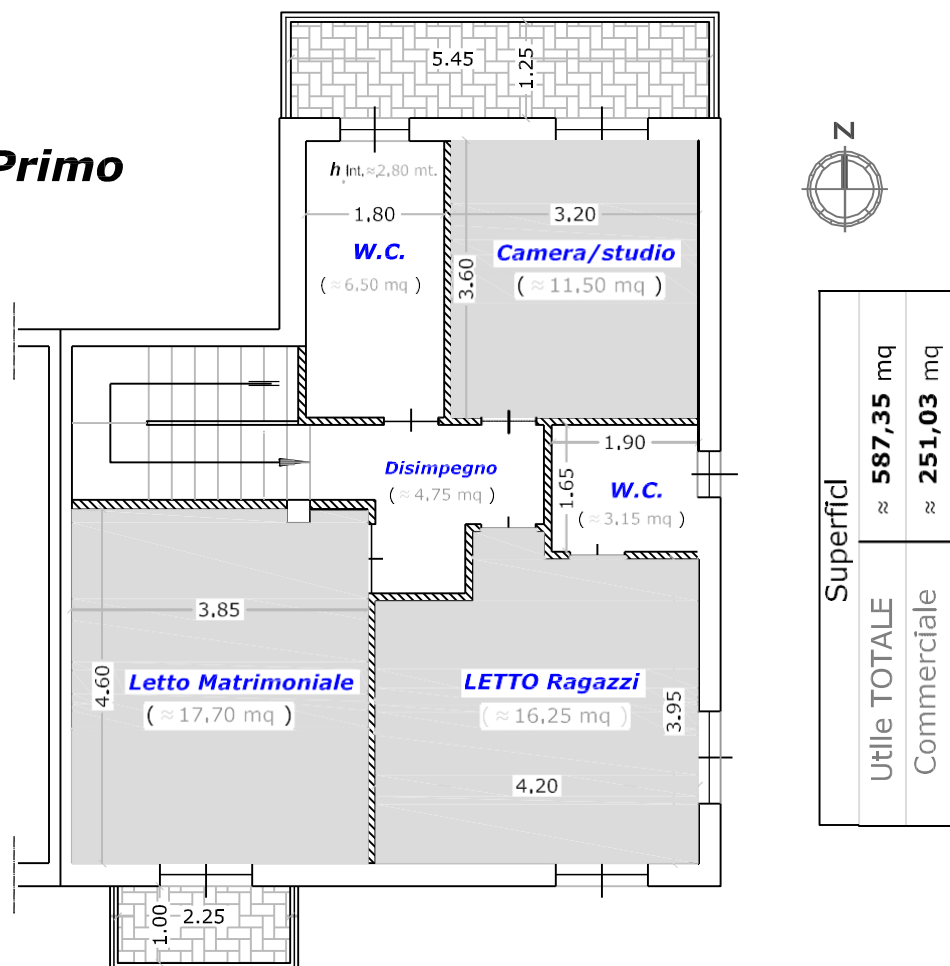 5.45
1.25
Primo
N
h Int. ≈2,80 mt.
1.80
3.20
W.C.
(≈6,50 mq )
Camera/studio
( ≈11,50 mq )
3.60
Disimpegno
(≈4,75 mq )
1.90
1.65
W.C.
(≈3,15 mq )
3.85
4.60
Letto Matrimoniale
( ≈17,70 mq )
LETTO Ragazzi
( ≈16,25 mq )
3.95
4.20
1.00
2.25
Superfici
Utile TOTALE ≈ 587,35 mq
Commerciale ≈ 251,03 mq